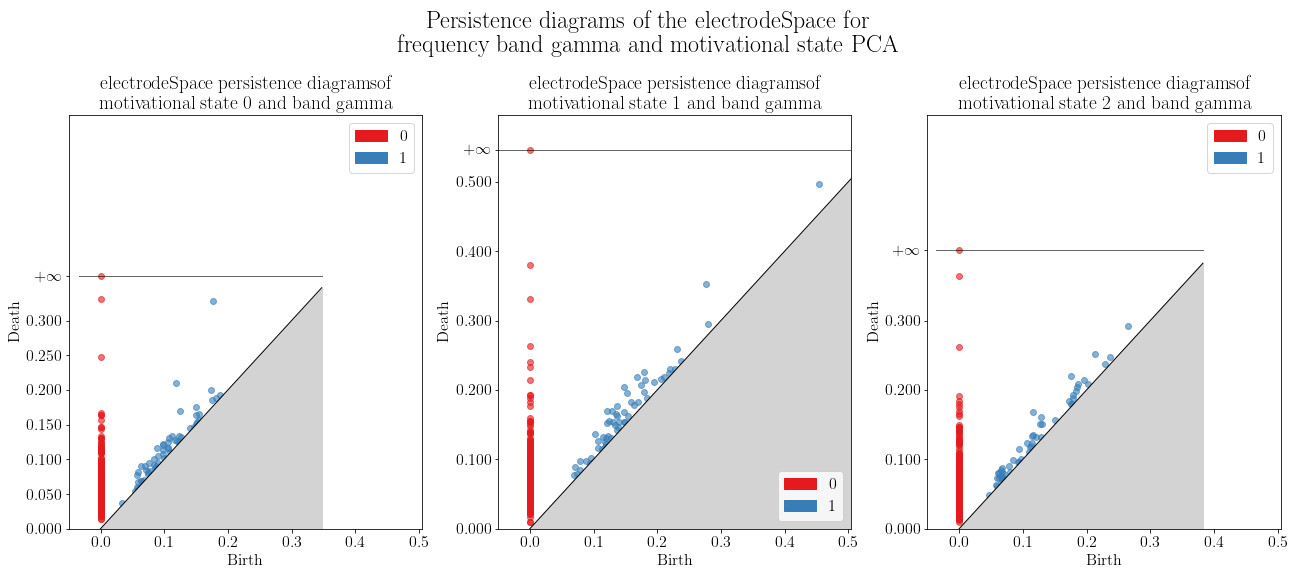 Persistence diagrams of the electrodeSpace for
frequency band gamma and motivational state PCA
electrodeSpace persistence diagramsof
motivational state 0 and band gamma
0
1
+∞
0.300
0.250
0.200
0.150
0.100
0.050
0.000
Death
0.0 0.1 0.2 0.3 0.4 0.5
Birth
electrodeSpace persistence diagramsof
motivational state 1 and band gamma
+∞
0.500
0.400
0.300
0.200
0.100
0.000
Death
0
1
0.0 0.1 0.2 0.3 0.4 0.5
Birth
electrodeSpace persistence diagramsof
motivational state 2 and band gamma
0
1
+∞
0.300
0.200
0.100
0.000
Death
0.0 0.1 0.2 0.3 0.4 0.5
Birth